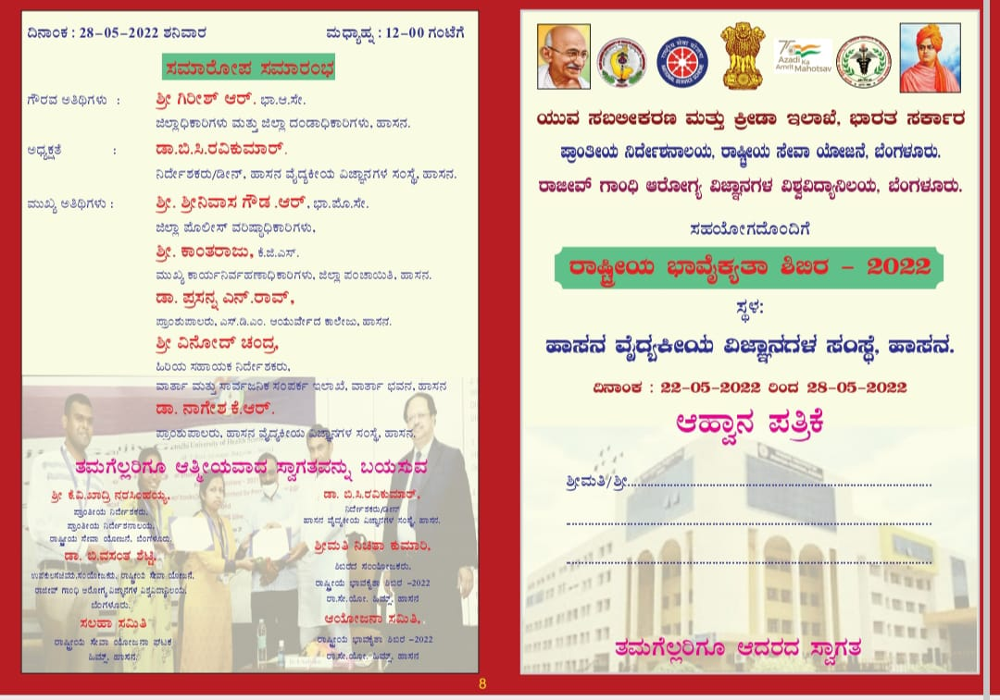 ದಿನಾಂಕ : 28-05-2022 ಶನಿವಾರ ಮಧ್ಯಾಹ್ನ : 12-00 ಗಂಟೆಗೆ
ಸಮಾರೋಪ ಸಮಾರಂಭ
ಗೌರವ ಅತಿಥಿಗಳು : ಶ್ರೀ ಗಿರೀಶ್ ಆರ್. ಭಾ.ಆ.ಸೇ.
ಜಿಲ್ಲಾಧಿಕಾರಿಗಳು ಮತ್ತು ಜಿಲ್ಲಾ ದಂಡಾಧಿಕಾರಿಗಳು, ಹಾಸನ.
ಅಧ್ಯಕ್ಷತೆ : ಡಾ.ಬಿ.ಸಿ.ರವಿಕುಮಾರ್.
ನಿರ್ದೇಶಕರು/ಡೀನ್, ಹಾಸನ ವೈದ್ಯಕೀಯ ವಿಜ್ಞಾನಗಳ ಸಂಸ್ಥೆ, ಹಾಸನ.
ಮುಖ್ಯ ಅತಿಥಿಗಳು : ಶ್ರೀ. ಶ್ರೀನಿವಾಸ ಗೌಡ .ಆರ್, ಭಾ.ಪೊ.ಸೇ.
ಜಿಲ್ಲಾ ಪೊಲೀಸ್ ವರಿಷ್ಠಾಧಿಕಾರಿಗಳು,
ಶ್ರೀ. ಕಾಂತರಾಜು, ಕೆ.ಜಿ.ಎಸ್.
ಮುಖ್ಯ ಕಾರ್ಯನಿರ್ವಹಣಾಧಿಕಾರಿಗಳು, ಜಿಲ್ಲಾ ಪಂಚಾಯಿತಿ, ಹಾಸನ.
ಡಾ. ಪ್ರಸನ್ನ ಎನ್.ರಾವ್,
ಪ್ರಾಂಶುಪಾಲರು, ಎಸ್.ಡಿ.ಎಂ. ಆಯುರ್ವೇದ ಕಾಲೇಜು, ಹಾಸನ.
ಶ್ರೀ ವಿನೋದ್ ಚಂದ್ರ,
ಹಿರಿಯ ಸಹಾಯಕ ನಿರ್ದೇಶಕರು,
ವಾರ್ತಾ ಮತ್ತು ಸಾರ್ವಜನಿಕ ಸಂಪರ್ಕ ಇಲಾಖೆ, ವಾರ್ತಾ ಭವನ, ಹಾಸನ
ಡಾ. ನಾಗೇಶ ಕೆ.ಆರ್.
ಪ್ರಾಂಶುಪಾಲರು, ಹಾಸನ ವೈದ್ಯಕೀಯ ವಿಜ್ಞಾನಗಳ ಸಂಸ್ಥೆ, ಹಾಸನ.
ತಮಗೆಲ್ಲರಿಗೂ ಆತ್ಮೀಯವಾದ ಸ್ವಾಗತವನ್ನು ಬಯಸುವ
ಶ್ರೀ ಕೆ.ವಿ.ಖಾದ್ರಿ ನರಸಿಂಹಯ್ಯ,
ಪ್ರಾಂತೀಯ ನಿರ್ದೇಶಕರು,
ಪ್ರಾಂತೀಯ ನಿರ್ದೇಶನಾಲಯ,
ರಾಷ್ಟ್ರೀಯ ಸೇವಾ ಯೋಜನೆ, ಬೆಂಗಳೂರು.
ಡಾ. ಬಿ.ವಸಂತ ಶೆಟ್ಟಿ,
ಉಪಕುಲಸಚಿವರು,ಸಂಯೋಜಕರು, ರಾಷ್ಟ್ರೀಯ ಸೇವಾ ಯೋಜನೆ,
ರಾಜೀವ್ ಗಾಂಧಿ ಆರೋಗ್ಯ ವಿಜ್ಞಾನಗಳ ವಿಶ್ವವಿದ್ಯಾನಿಲಯ,
ಬೆಂಗಳೂರು.
ಸಲಹಾ ಸಮಿತಿ
ರಾಷ್ಟ್ರೀಯ ಸೇವಾ ಯೋಜನಾ ಘಟಕ
ಹಿಮ್ಸ್, ಹಾಸನ.
ಡಾ. ಬಿ.ಸಿ.ರವಿಕುಮಾರ್,
ನಿರ್ದೇಶಕರು/ಡೀನ್
ಹಾಸನ ವೈದ್ಯಕೀಯ ವಿಜ್ಞಾನಗಳ ಸಂಸ್ಥೆ, ಹಾಸನ.
ಶ್ರೀಮತಿ ನಿಚಿತಾ ಕುಮಾರಿ,
ಶಿಬಿರದ ಸಂಯೋಜಕರು.
ರಾಷ್ಟ್ರೀಯ ಭಾವೈಕ್ಯತಾ ಶಿಬಿರ -2022
ರಾ.ಸೇ.ಯೋ. ಹಿಮ್ಸ್, ಹಾಸನ
ಆಯೋಜನಾ ಸಮಿತಿ,
ರಾಷ್ಟ್ರೀಯ ಭಾವೈಕ್ಯತಾ ಶಿಬಿರ -2022
ರಾ.ಸೇ.ಯೋ. ಹಿಮ್ಸ್, ಹಾಸನ
8
75
Azadi Ka
Amrit Mahotsav
ಯುವ ಸಬಲೀಕರಣ ಮತ್ತು ಕ್ರೀಡಾ ಇಲಾಖೆ, ಭಾರತ ಸರ್ಕಾರ
ಪ್ರಾಂತೀಯ ನಿರ್ದೇಶನಾಲಯ, ರಾಷ್ಟ್ರೀಯ ಸೇವಾ ಯೋಜನೆ, ಬೆಂಗಳೂರು.
ರಾಜೀವ್ ಗಾಂಧಿ ಆರೋಗ್ಯ ವಿಜ್ಞಾನಗಳ ವಿಶ್ವವಿದ್ಯಾನಿಲಯ, ಬೆಂಗಳೂರು.
ಸಹಯೋಗದೊಂದಿಗೆ
ರಾಷ್ಟ್ರೀಯ ಭಾವೈಕ್ಯತಾ ಶಿಬಿರ - 2022
ಸ್ಥಳ:
ಹಾಸನ ವೈದ್ಯಕೀಯ ವಿಜ್ಞಾನಗಳ ಸಂಸ್ಥೆ, ಹಾಸನ.
ದಿನಾಂಕ : 22-05-2022 ರಿಂದ 28-05-2022
ಆಹ್ವಾನ ಪತ್ರಿಕೆ
ಶ್ರೀಮತಿ/ಶ್ರೀ.
ತಮಗೆಲ್ಲರಿಗೂ ಆದರದ ಸ್ವಾಗತ